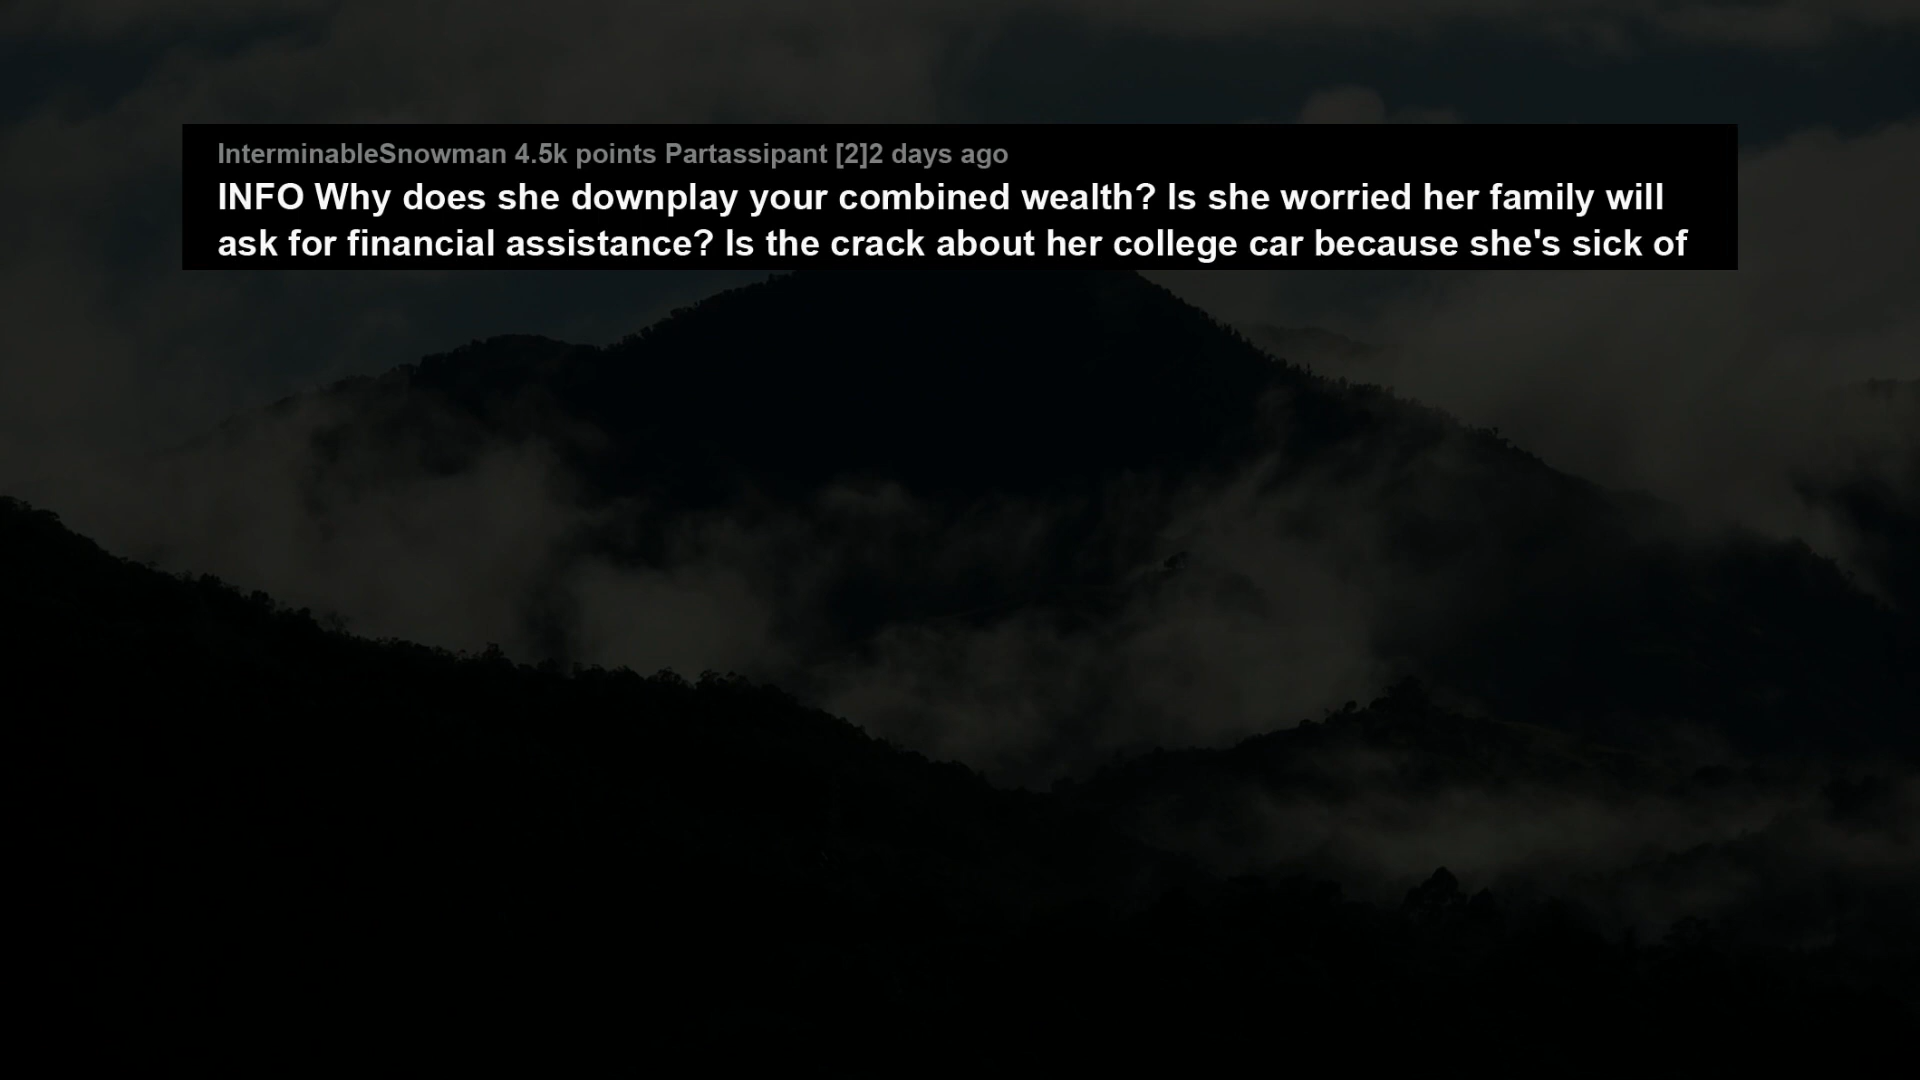 InterminableSnowman 4.5k points Partassipant [2]2 days ago
INFO Why does she downplay your combined wealth? Is she worried her family will
ask for financial assistance? Is the crack about her college car because she's sick of